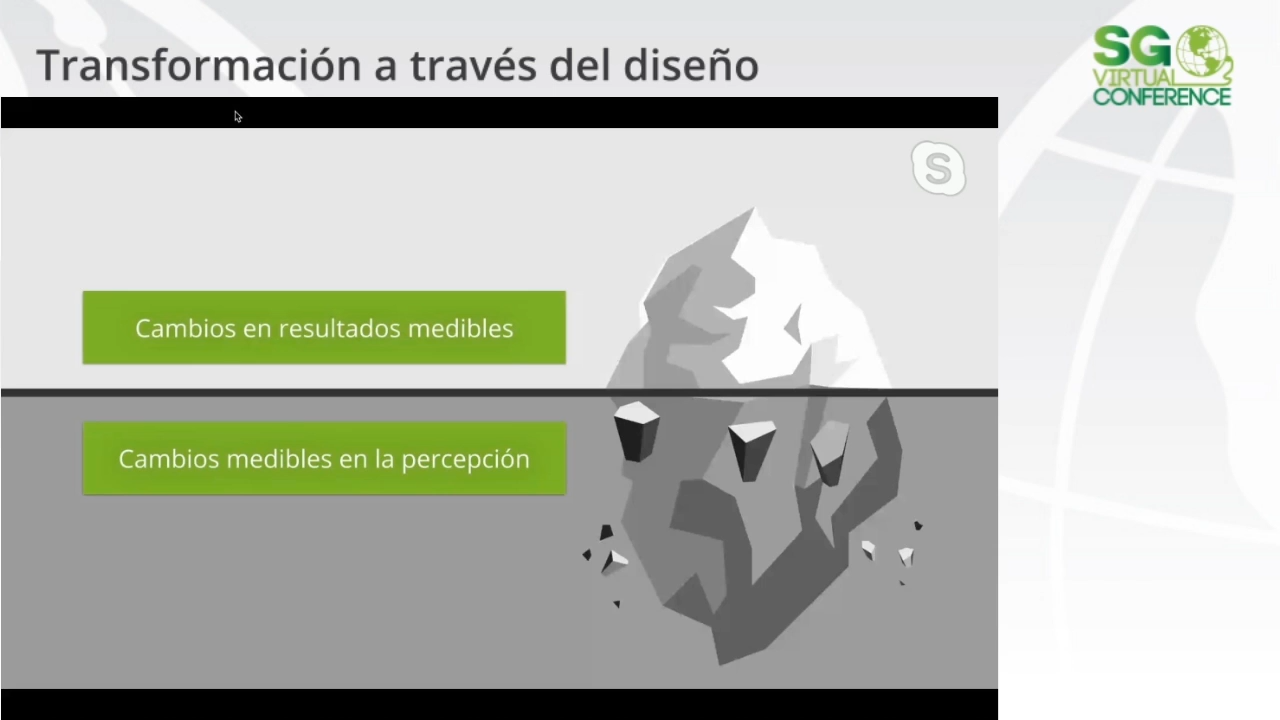 Transformación a través del diseño
SG
VIRTUAL
CONFERENCE
S
Cambios en resultados medibles
Cambios medibles en la percepción